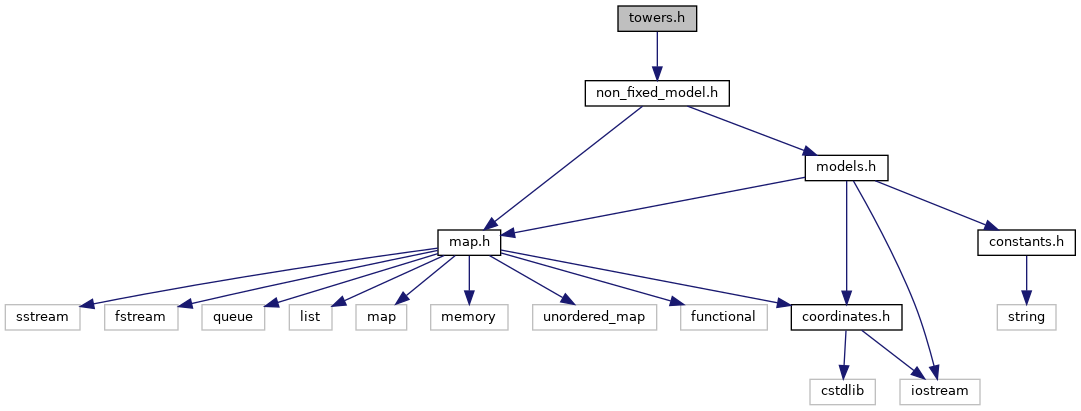 towers.h
non_fixed_model.h
models.h
map.h
constants.h
sstream
fstream
queue
list
map
memory
unordered_map
functional
coordinates.h
string
cstdlib
iostream